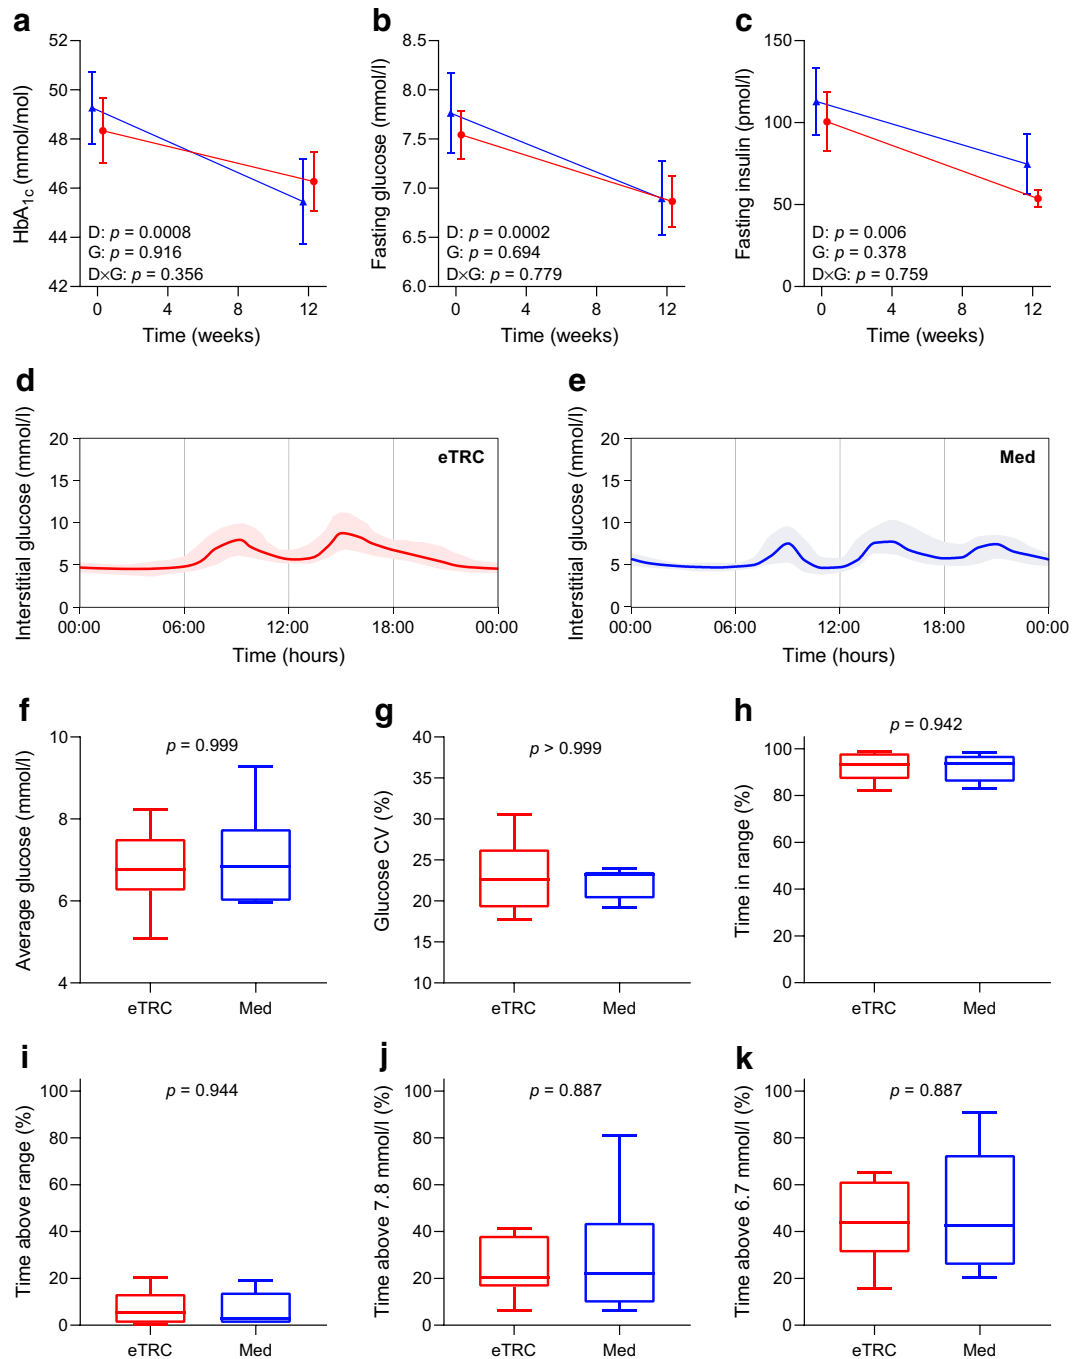 a
HbA1c (mmol/mol)
52
50
48
46
44
42
D: p = 0.0008
G: p = 0.916
D×G: p = 0.356
0 4 8 12
Time (weeks)
b
Fasting glucose (mmol/l)
8.5
8.0
7.5
7.0
6.5
6.0
D: p = 0.0002
G: p = 0.694
D×G: p = 0.779
0 4 8 12
Time (weeks)
c
Fasting insulin (pmol/l)
150
100
50
0
D: p = 0.006
G: p = 0.378
D×G: p = 0.759
0 4 8 12
Time (weeks)
d
Interstitial glucose (mmol/l)
20
15
10
5
0
eTRC
00:00 06:00 12:00 18:00 00:00
Time (hours)
e
Interstitial glucose (mmol/l)
20
15
10
5
0
Med
00:00 06:00 12:00 18:00 00:00
Time (hours)
f
Average glucose (mmol/l)
10
8
6
4
p = 0.999
eTRC Med
g
Glucose CV (%)
40
35
30
25
20
15
10
p > 0.999
eTRC Med
h
Time in range (%)
100
80
60
40
20
0
p = 0.942
eTRC Med
i
Time above range (%)
100
80
60
40
20
0
p = 0.944
eTRC Med
j
Time above 7.8 mmol/l (%)
100
80
60
40
20
0
p = 0.887
eTRC Med
k
Time above 6.7 mmol/l (%)
100
80
60
40
20
0
p = 0.887
eTRC Med